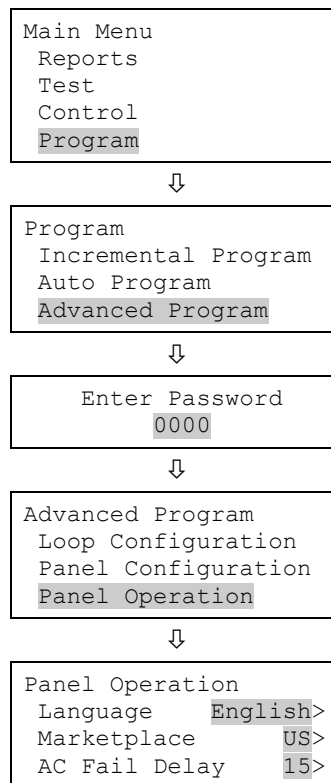 Main Menu
Reports
Test
Control
Program
⇩
Program
Incremental Program
Auto Program
Advanced Program
⇩
Enter Password
0000
⇩
Advanced Program
Loop Configuration
Panel Configuration
Panel Operation
⇩
Panel Operation
Language English>
Marketplace US>
AC Fail Delay 15>